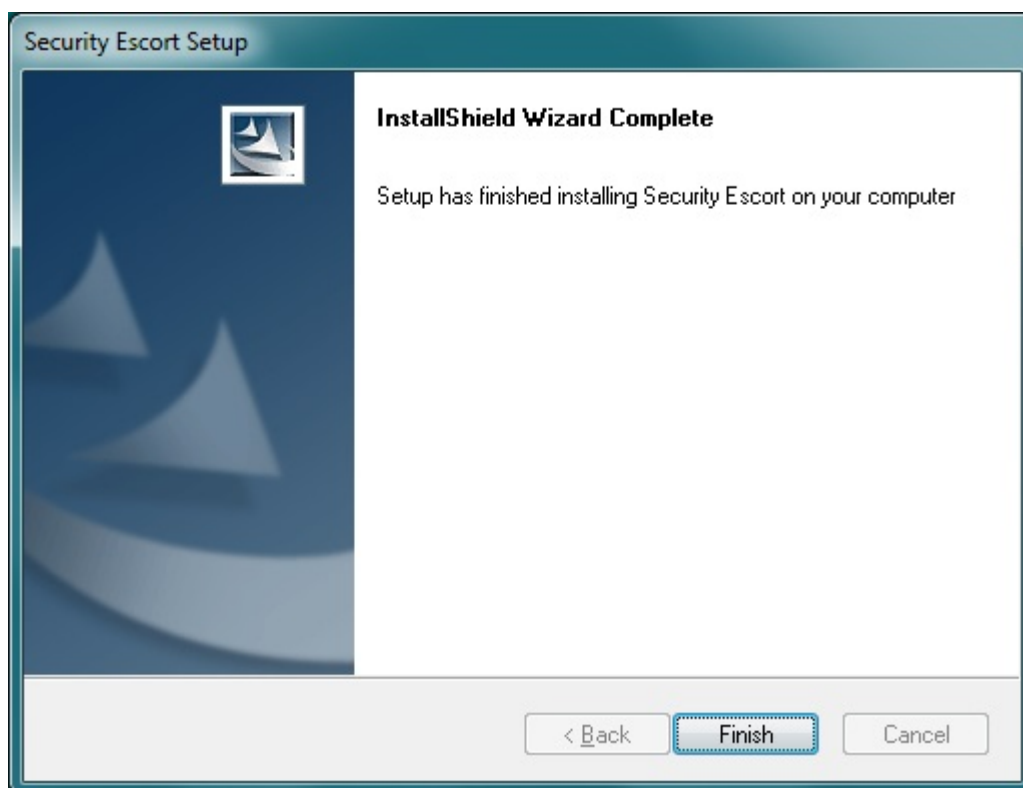 Security Escort Setup
InstallShield Wizard Complete
Setup has finished installing Security Escort on your computer
< Back
Finish
Cancel